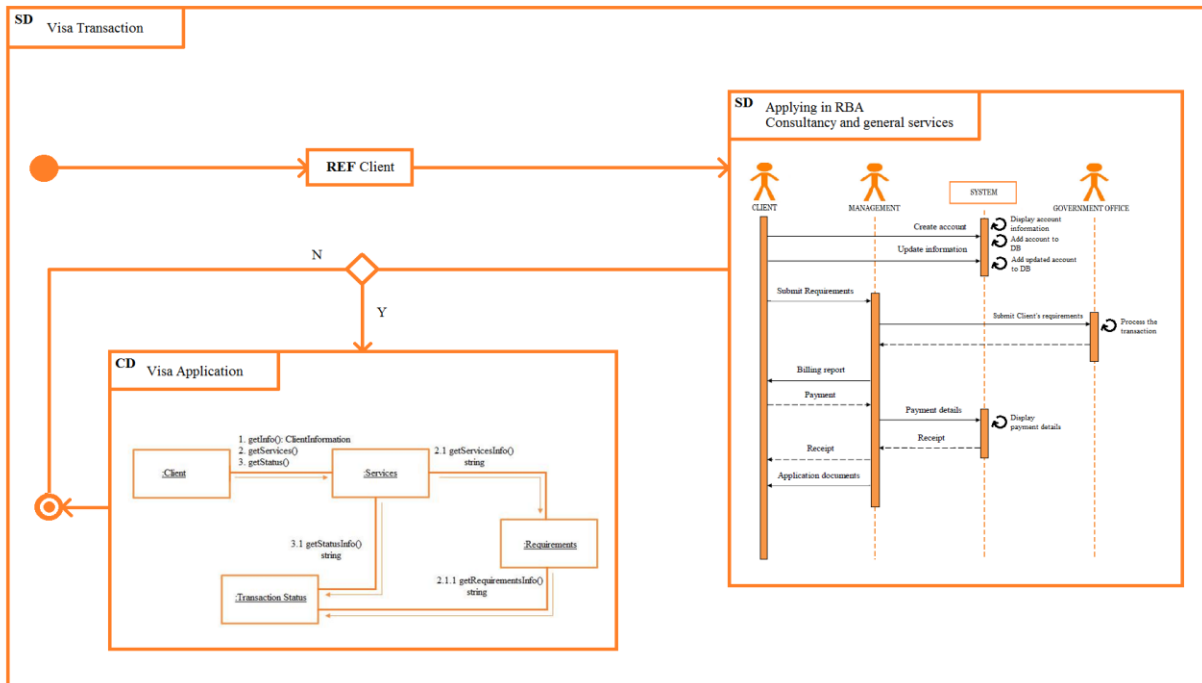 SD Visa Transaction
REF Client
SD Applying in RBA
Consultancy and general services
CLIENT
MANAGEMENT
SYSTEM
GOVERNMENT OFFICE
Create account
Display account
information
Add account to
DB
Update information
Add updated account
to DB
Submit Requirements
Submit Client's requirements
Process the
transaction
Billing report
Payment
Payment details
Display
payment details
Receipt
Receipt
Application documents
N
Y
CD Visa Application
1. getInfo(): ClientInformation
2. getServices()
3. getStatus()
:Client
:Services
2.1 getServicesInfo()
string
3.1 getStatusInfo()
string
:Requirements
2.1.1 getRequirementsInfo()
string
:Transaction Status